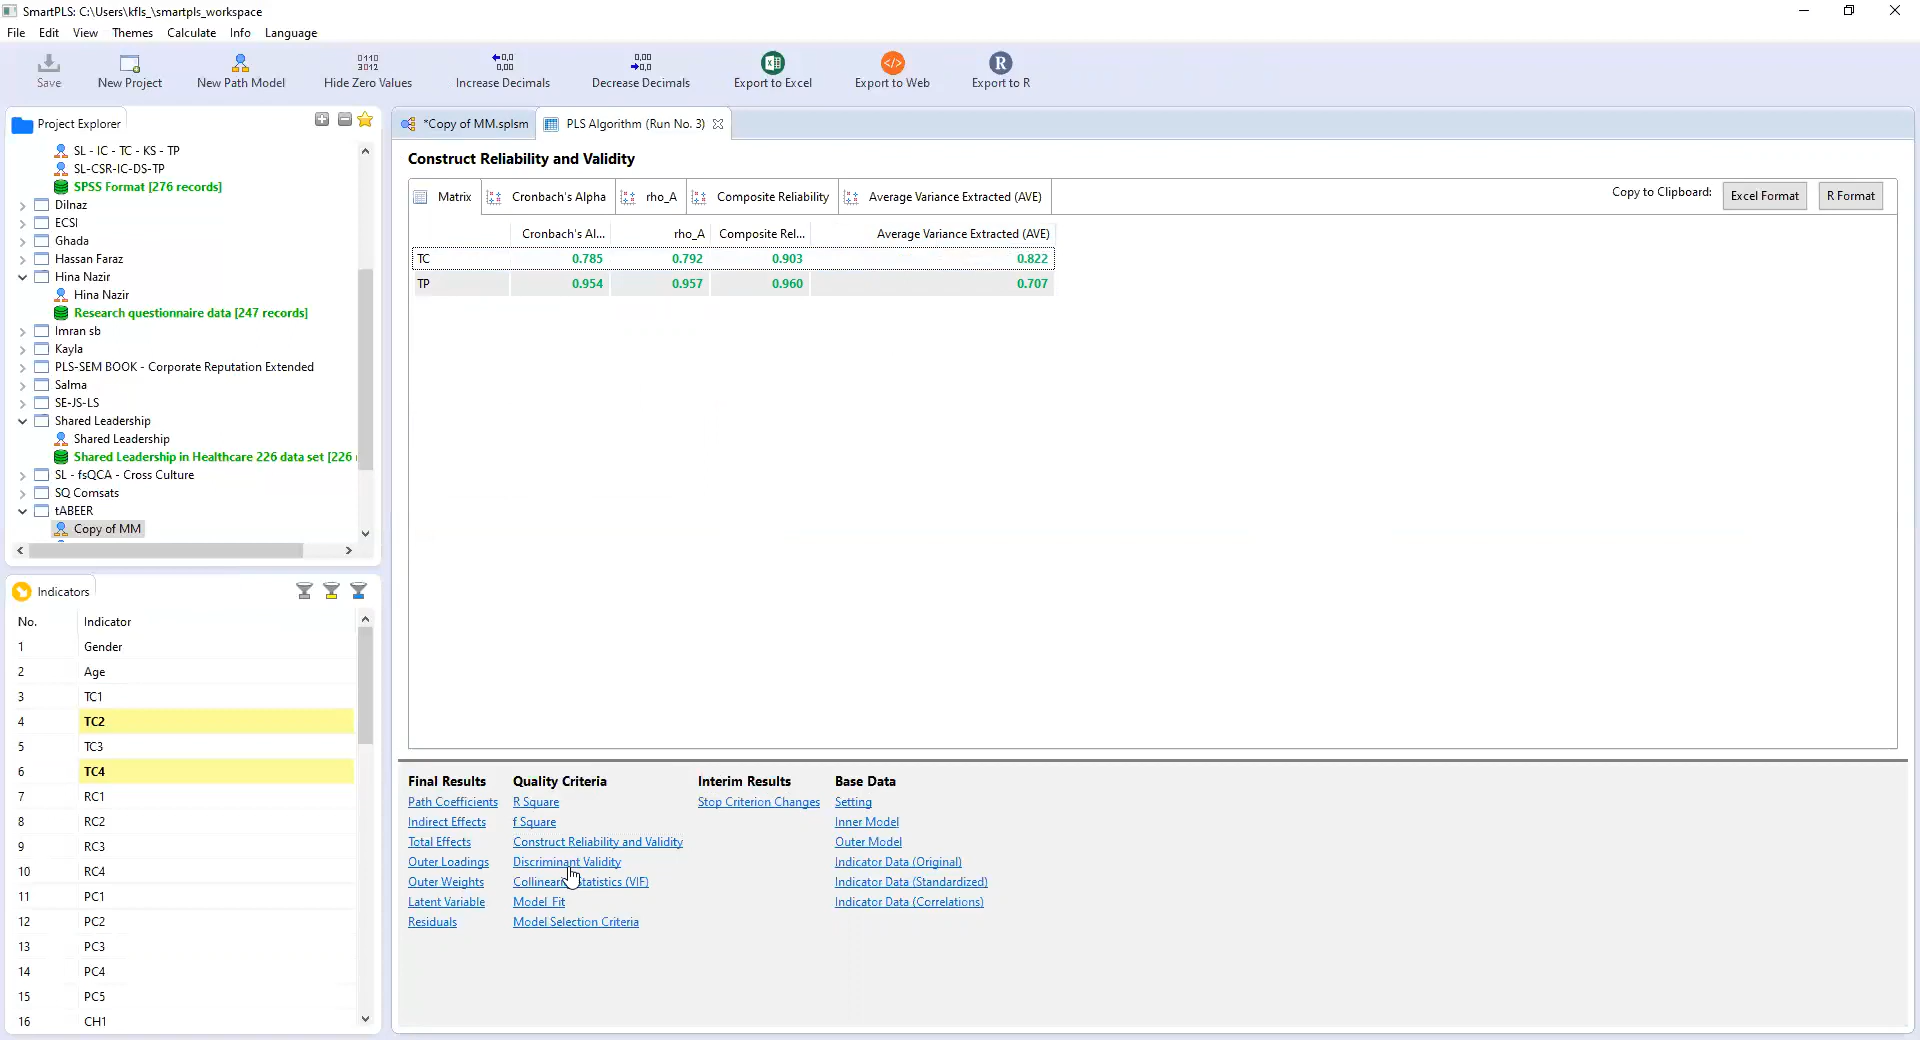 SmartPLS: C:\Users\kfls_\smartpls_workspace
File Edit View Themes Calculate Info Language
Save New Project New Path Model Hide Zero Values Increase Decimals Decrease Decimals Export to Excel Export to Web Export to R
Project Explorer
SL - IC - TC - KS - TP
SL-CSR-IC-DS-TP
SPSS Format [276 records]
Dilnaz
ECSI
Ghada
Hassan Faraz
Hina Nazir
Hina Nazir
Research questionnaire data [247 records]
Imran sb
Kayla
PLS-SEM BOOK - Corporate Reputation Extended
Salma
SE-JS-LS
Shared Leadership
Shared Leadership
Shared Leadership in Healthcare 226 data set [226
SL - fsQCA - Cross Culture
SQ Comsats
tABEER
Copy of MM
Indicators
No. Indicator
1 Gender
2 Age
3 TC1
4 TC2
5 TC3
6 TC4
7 RC1
8 RC2
9 RC3
10 RC4
11 PC1
12 PC2
13 PC3
14 PC4
15 PC5
16 CH1
*Copy of MM.splsm PLS Algorithm (Run No. 3)
Construct Reliability and Validity
Matrix Cronbach's Alpha rho_A Composite Reliability Average Variance Extracted (AVE) Copy to Clipboard: Excel Format R Format
Cronbach's Al... rho_A Composite Rel... Average Variance Extracted (AVE)
TC 0.785 0.792 0.903 0.822
TP 0.954 0.957 0.960 0.707
Final Results Quality Criteria Interim Results Base Data
Path Coefficients R Square Stop Criterion Changes Setting
Indirect Effects f Square Inner Model
Total Effects Construct Reliability and Validity Outer Model
Outer Loadings Discriminant Validity Indicator Data (Original)
Outer Weights Collinearity Statistics (VIF) Indicator Data (Standardized)
Latent Variable Model_Fit Indicator Data (Correlations)
Residuals Model Selection Criteria